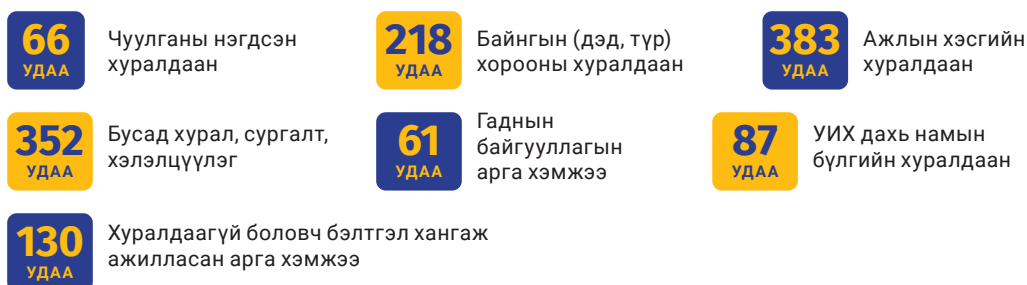 66
УДАА
Чуулганы нэгдсэн
хуралдаан
218
УДАА
Байнгын (дэд, түр)
хорооны хуралдаан
383
УДАА
Ажлын хэсгийн
хуралдаан
352
УДАА
Бусад хурал, сургалт,
хэлэлцүүлэг
61
УДАА
Гаднын
байгууллагын
арга хэмжээ
87
УДАА
УИХ дахь намын
бүлгийн хуралдаан
130
УДАА
Хуралдаагүй боловч бэлтгэл хангаж
ажилласан арга хэмжээ